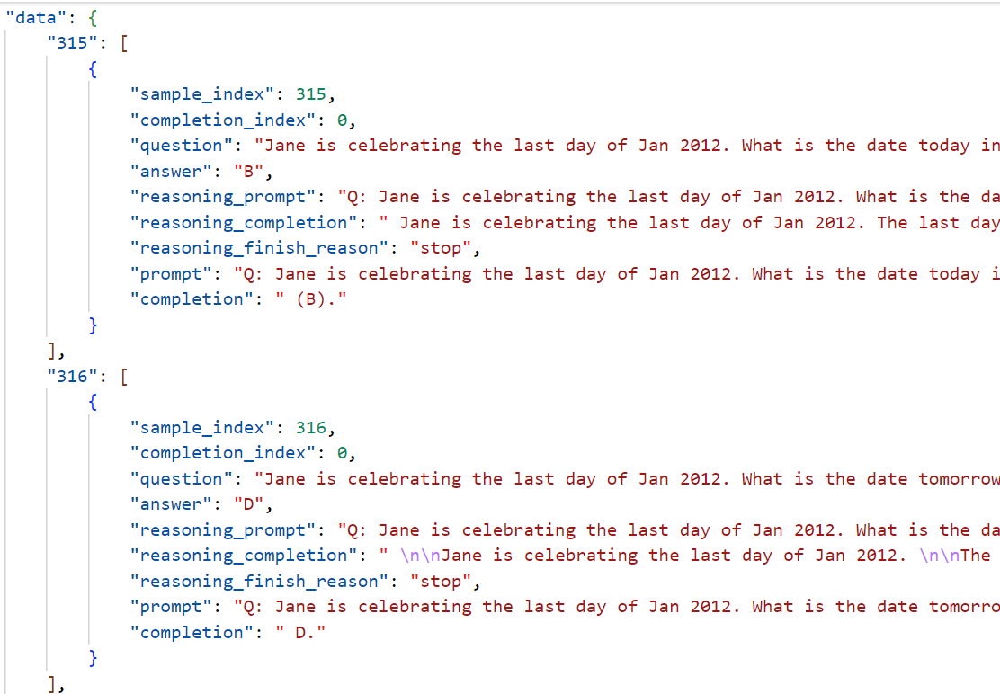 "data": {
"315": [
{
"sample_index": 315,
"completion_index": 0,
"question": "Jane is celebrating the last day of Jan 2012. What is the date today in
"answer": "B",
"reasoning_prompt": "Q: Jane is celebrating the last day of Jan 2012. What is the da
"reasoning_completion": " Jane is celebrating the last day of Jan 2012. The last day
"reasoning_finish_reason": "stop",
"prompt": "Q: Jane is celebrating the last day of Jan 2012. What is the date today i
"completion": " (B)."
}
],
"316": [
{
"sample_index": 316,
"completion_index": 0,
"question": "Jane is celebrating the last day of Jan 2012. What is the date tomorrow
"answer": "D",
"reasoning_prompt": "Q: Jane is celebrating the last day of Jan 2012. What is the da
"reasoning_completion": " \n\nJane is celebrating the last day of Jan 2012. \n\nThe
"reasoning_finish_reason": "stop",
"prompt": "Q: Jane is celebrating the last day of Jan 2012. What is the date tomorro
"completion": " D."
}
],